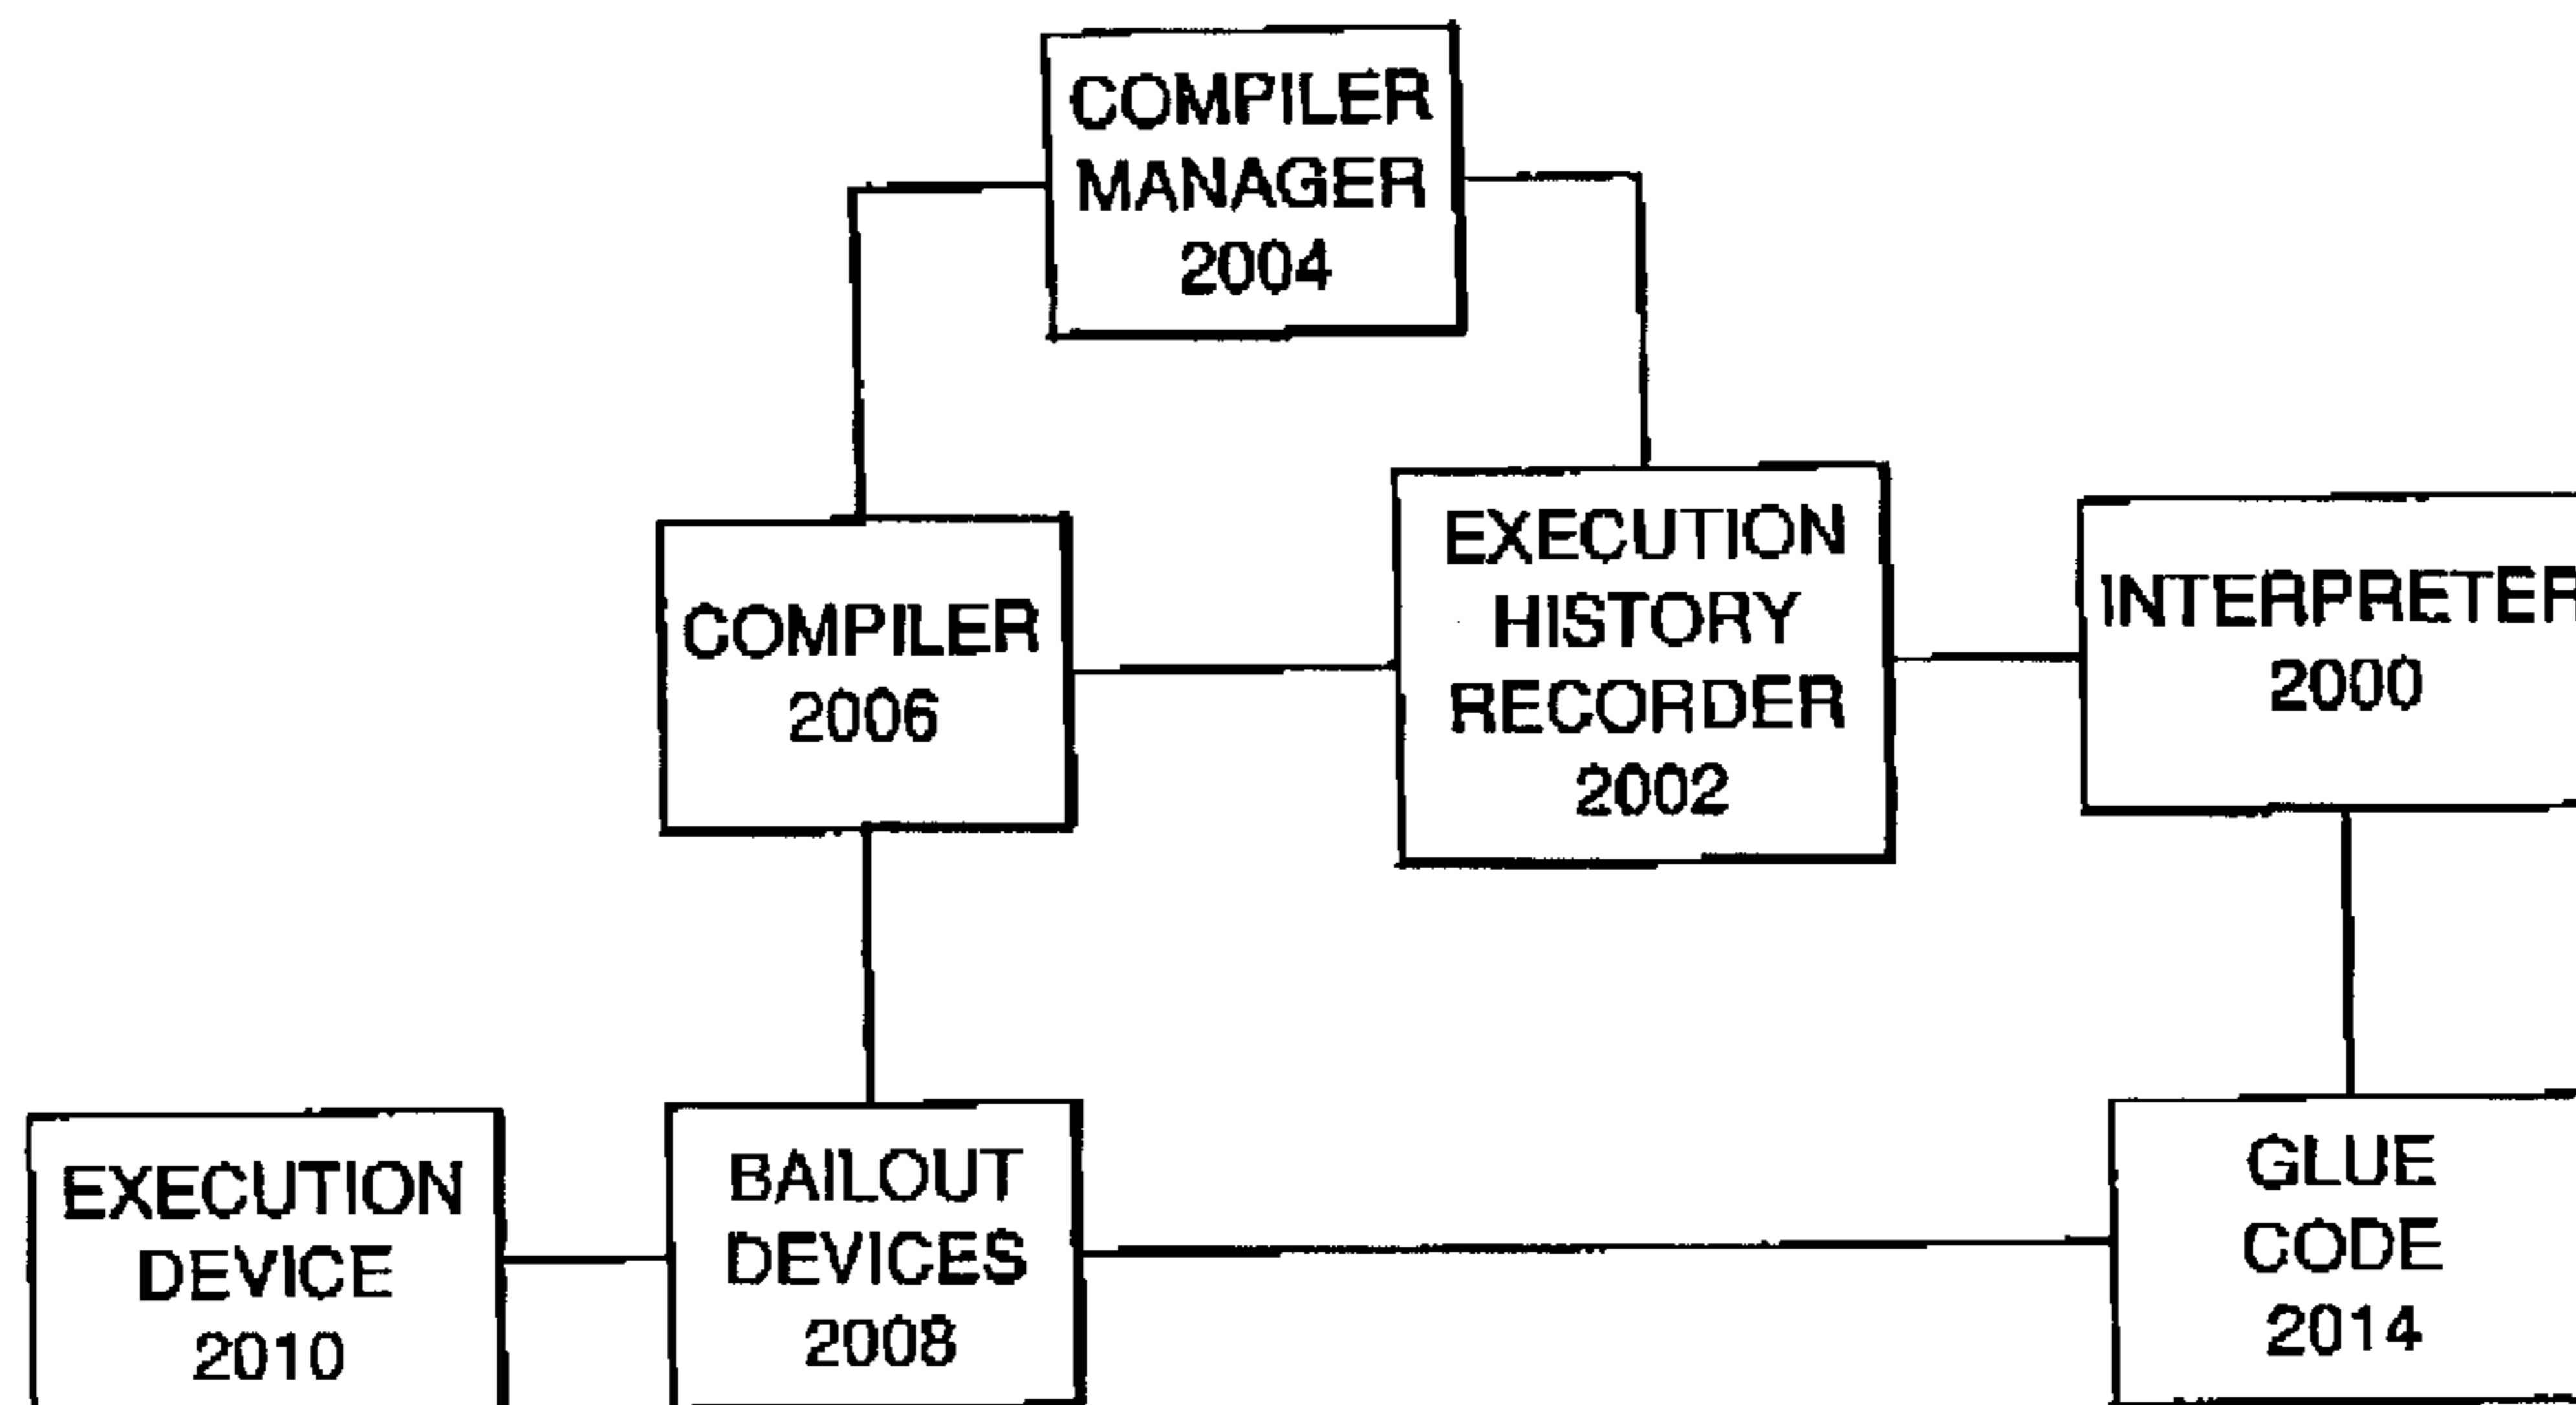 COMPILER
MANAGER
2004
COMPILER
2006
EXECUTION
HISTORY
RECORDER
2002
INTERPRETER
2000
EXECUTION
DEVICE
2010
BAILOUT
DEVICES
2008
GLUE
CODE
2014